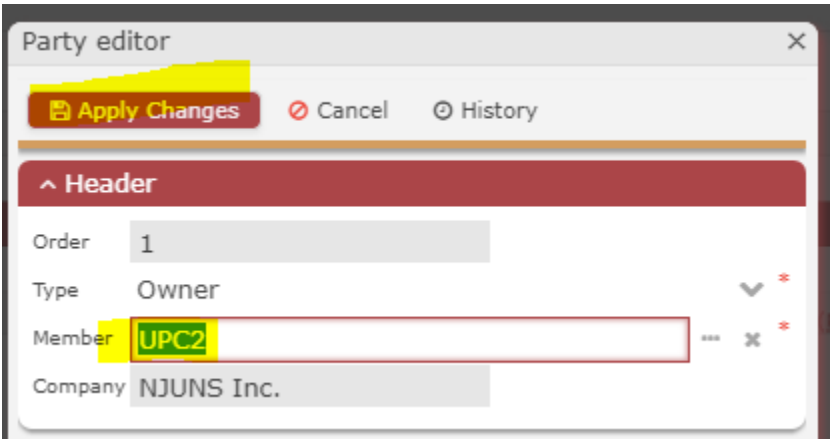 Party editor
Apply Changes Cancel History
Header
Order 1
Type Owner *
Member UPC2 *
Company NJUNS Inc.